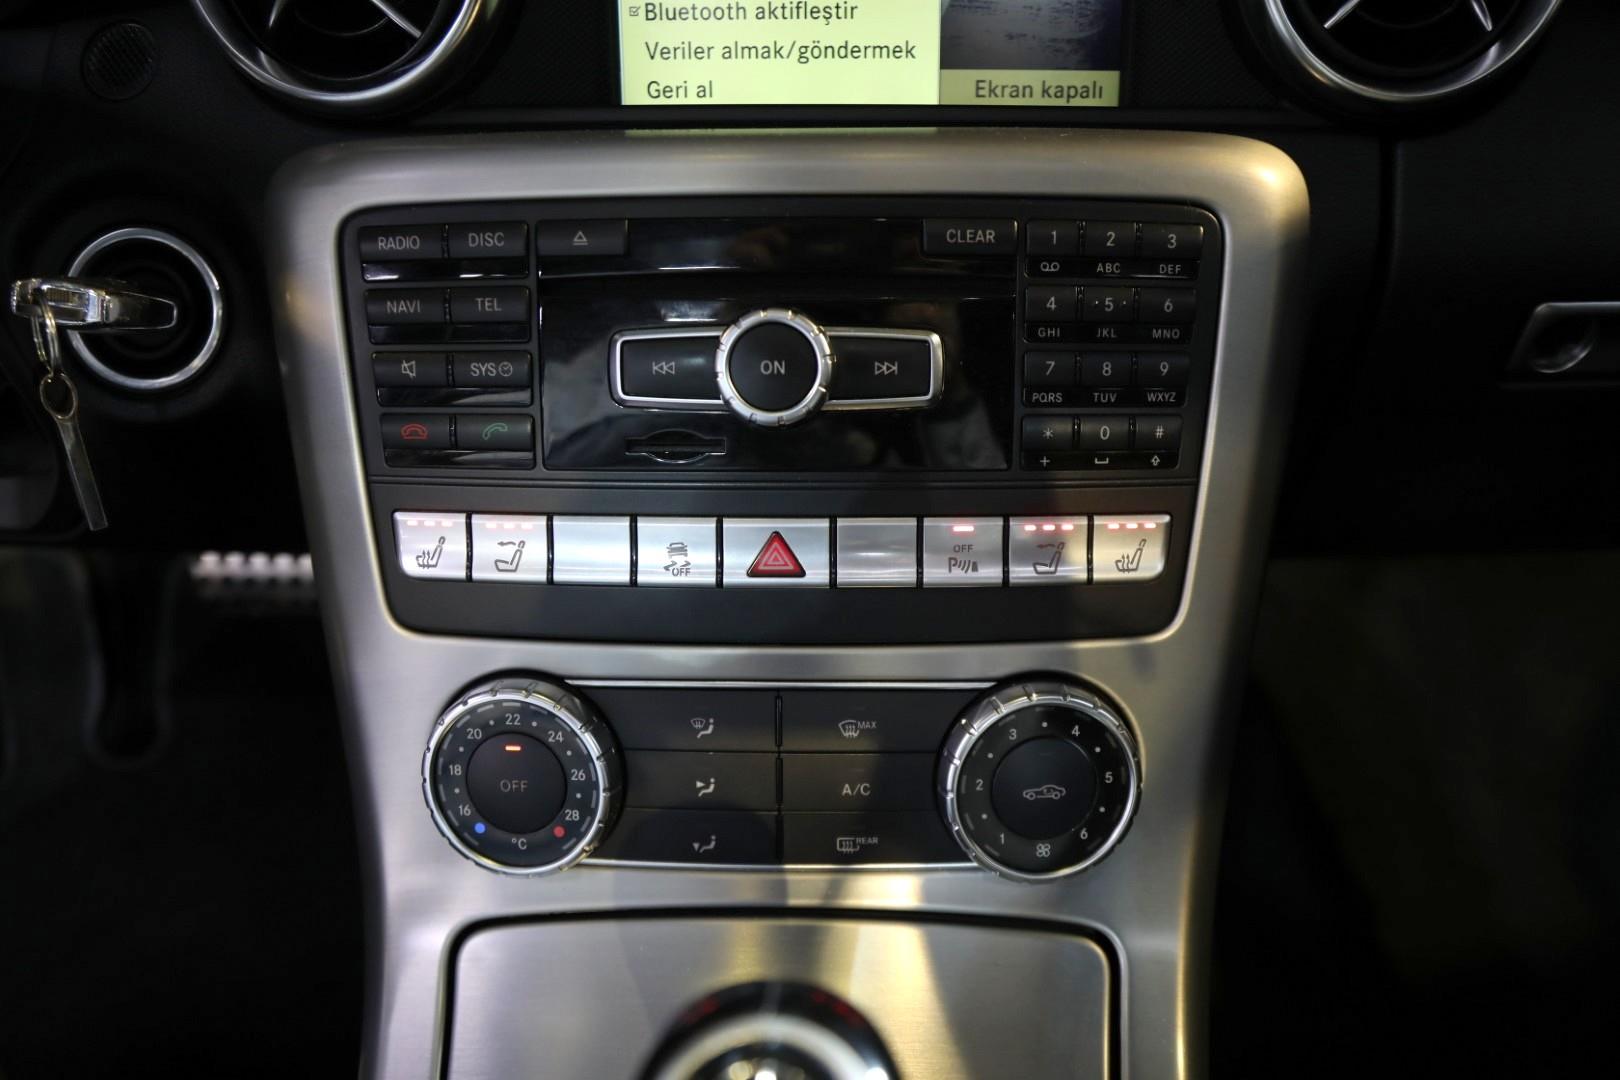 Bluetooth aktifleştir
Veriler almak/göndermek
Geri al
Ekran kapalı
RADIO DISC CLEAR 1 2 3
ABC DEF
NAVI TEL 4 5 6
GHI JKL MNO
SYS ON 7 8 9
PQRS TUV WXYZ
* 0 #
+
OFF
OFF
P
22
20 24
18 OFF 26
16 28
°C
MAX
A/C
REAR
3 4
2 5
1 6